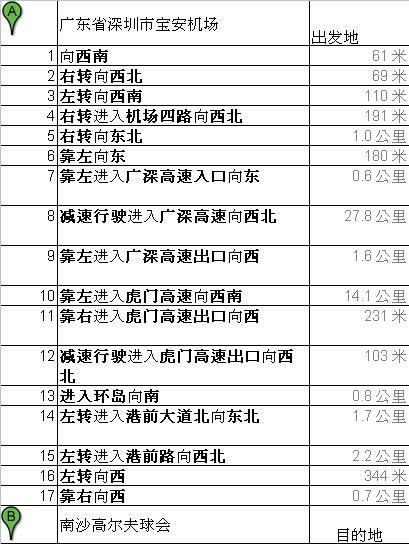 A 广东省深圳市宝安机场 出发地
1 向西南 61 米
2 右转向西北 69 米
3 左转向西南 110 米
4 右转进入机场四路向西北 191 米
5 右转向东北 1.0 公里
6 靠左向东 180 米
7 靠左进入广深高速入口向东 0.6 公里
8 减速行驶进入广深高速向西北 27.8 公里
9 靠左进入广深高速出口向西 1.6 公里
10 靠左进入虎门高速向西南 14.1 公里
11 靠右进入虎门高速出口向西 231 米
12 减速行驶进入虎门高速出口向西 103 米
北
13 进入环岛向南 0.8 公里
14 左转进入港前大道北向东北 1.7 公里
15 左转进入港前路向西北 2.2 公里
16 左转向西 344 米
17 靠右向西 0.7 公里
B 南沙高尔夫球会 目的地